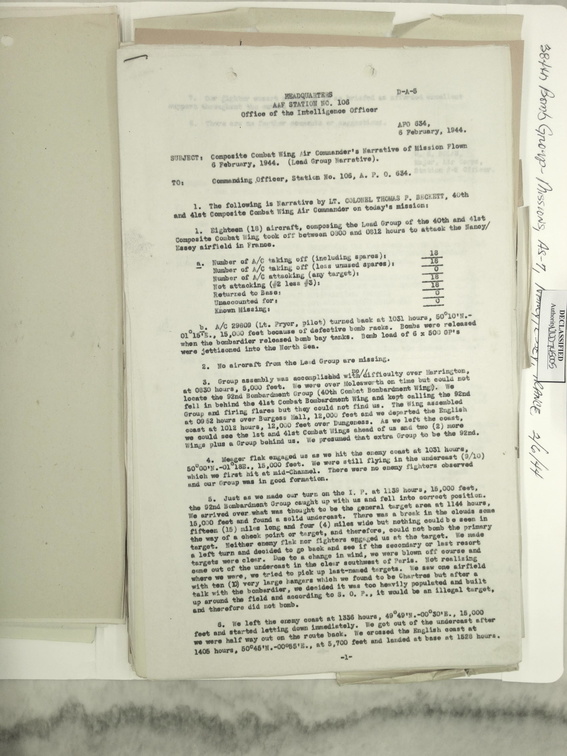 HEADQUARTERS
AAF STATION NO. 106
Office of the Intelligence Officer
D-A-5
APO 634,
6 February, 1944.
SUBJECT: Composite Combat Wing Air Commander's Narrative of Mission Flown
6 February, 1944. (Lead Group Narrative).
TO: Commanding Officer, Station No. 106, A. P. O. 634.
1. The following is Narrative by LT. COLONEL THOMAS P. BECKETT, 40th
and 41st Composite Combat Wing Air Commander on today's mission:
1. Eighteen (18) aircraft, composing the Lead Group of the 40th and 41st
Composite Combat Wing took off between 0800 and 0812 hours to attack the Nancy/
Essey airfield in France.
a. Number of A/C taking off (including spares): 18
Number of A/C taking off (less unused spares): 18
Number of A/C attacking (any target): 0
Not attacking (#2 less #3): 18
Returned to Base: 18
Unaccounted for: 0
Known Missing: 0
b. A/C 29809 (Lt. Pryor, pilot) turned back at 1031 hours, 50°10'N.-
01°15'E., 15,000 feet because of defective bomb racks. Bombs were released
when the bombardier released bomb bay tanks. Bomb load of 6 x 500 GP's
were jettisoned into the North Sea.
2. No aircraft from the Lead Group are missing.
3. Group assembly was accomplished with no difficulty over Harrington,
at 0830 hours, 5,000 feet. We were over Molesworth on time but could not
locate the 92nd Bombardment Group (40th Combat Bombardment Wing). We
fell in behind the 41st Combat Bombardment Wing and kept calling the 92nd
Group and firing flares but they could not find us. The Wing assembled
at 0952 hours over Burgess Hall, 12,000 feet and we departed the English
coast at 1012 hours, 12,000 over Dungeness. As we left the coast,
we could see the 1st and 41st Combat Wings ahead of us and two (2) more
Wings plus a Group behind us. We presumed that extra Group to be the 92nd.
4. Meager flak engaged us as we hit the enemy coast at 1031 hours,
50°00'N.-01°18E., 15,000 feet. We were still flying in the undercast (9/10)
which we first hit at mid-Channel. There were no enemy fighters observed
and our Group was in good formation.
5. Just as we made our turn on the I. P. at 1139 hours, 15,000 feet,
the 92nd Bombardment Group caught up with us and fell into correct position.
We arrived over what was thought to be the general target area at 1144 hours,
15,000 feet and found a solid undercast. There was a break in the clouds some
fifteen (15) miles long and four (4) miles wide but nothing could be seen in
the way of a check point or target, and therefore, could not bomb the primary
target. Neither enemy flak nor fighters engaged us at the target. We made
a left turn and decided to go back and see if the secondary or last resort
targets were clear. Due to a change in wind, we were blown off course and
came out of the undercast in the clear southwest of Paris. Not realizing
where we were, we tried to pick up last-named targets. We saw one airfield
with ten (10) very large hangars which we found to be Chartres but after a
talk with the bombardier, we decided it was too heavily populated and built
up around the field and according to S. O. P., it would be an illegal target,
and therefore did not bomb.
6. We left the enemy coast at 1335 hours, 49°49'N.-00°30'E., 15,000
feet and started letting down immediately. We got out of the undercast after
we were half way out on the route back. We crossed the English coast at
1405 hours, 50°45'N.-00°55'E., at 5,700 feet and landed at base at 1528 hours.
-1-
384th Bomb Group - Missions, AS-7, Nancy/Essey, France 2/6/44
DECLASSIFIED
Authority